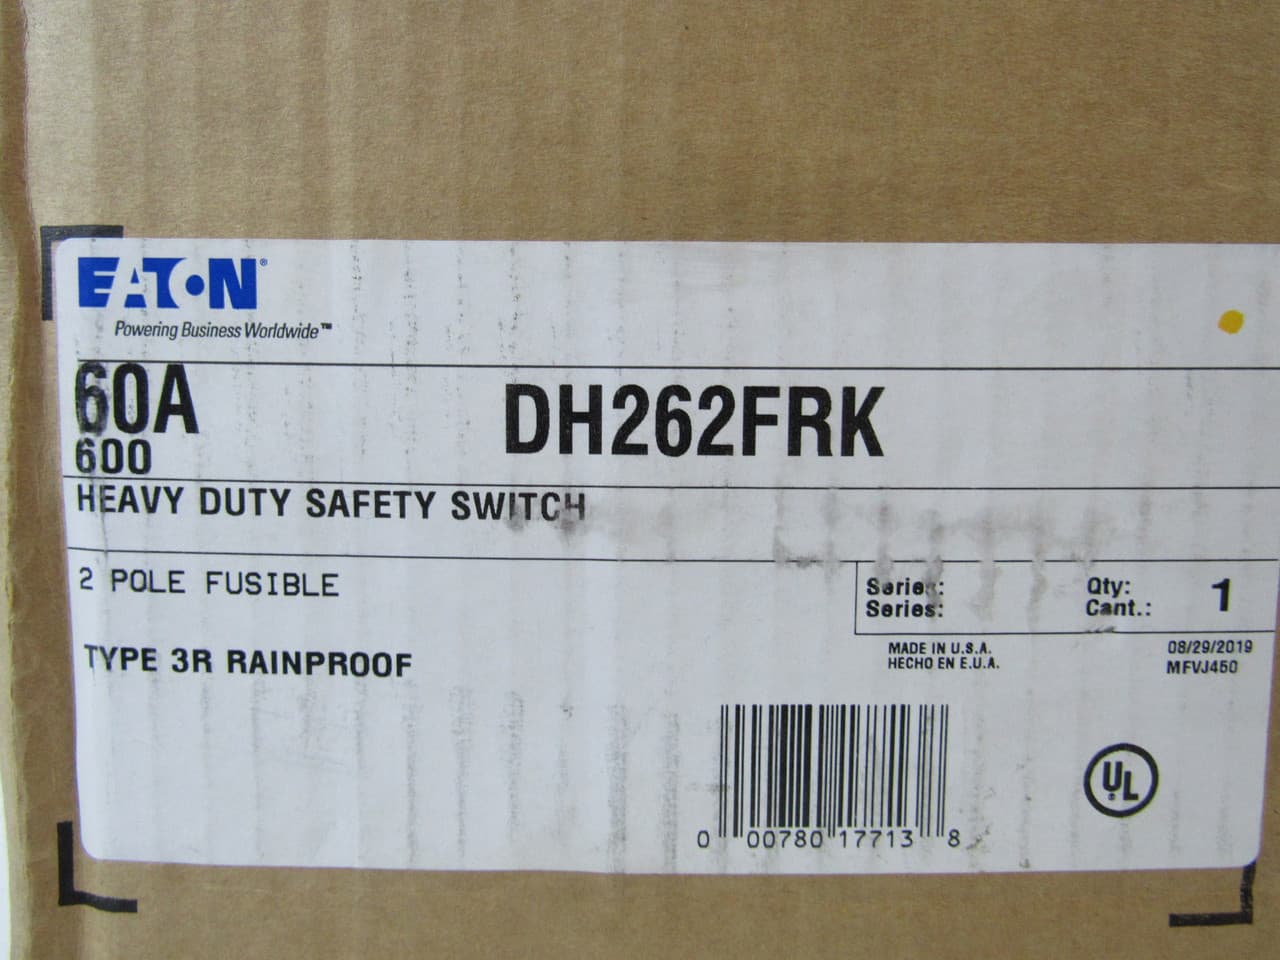 EATON®
Powering Business Worldwide™
60A
600
DH262FRK
HEAVY DUTY SAFETY SWITCH
2 POLE FUSIBLE
Series:
Series:
Qty:
Cant.:
1
TYPE 3R RAINPROOF
MADE IN U.S.A.
HECHO EN E.U.A.
08/29/2019
MFVJ450
UL
0 00780 17713 8